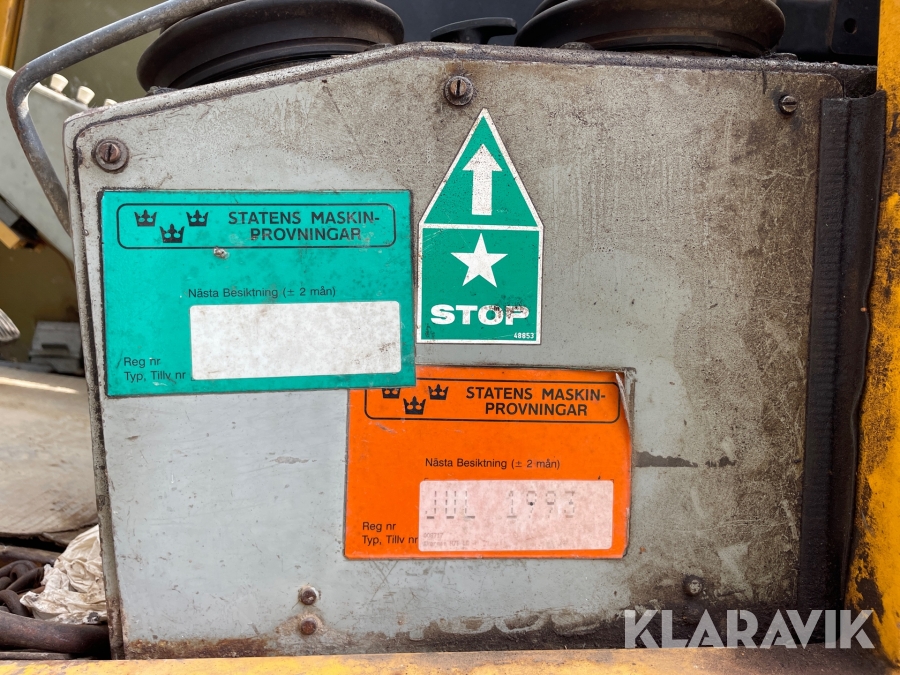 STATENS MASKIN-
PROVNINGAR
Nästa Besiktning (± 2 mån)
Reg nr
Typ, Tillv nr
STOP
48853
STATENS MASKIN-
PROVNINGAR
Nästa Besiktning (± 2 mån)
JUL 1993
Reg nr
Typ, Tillv nr
KLARAVIK